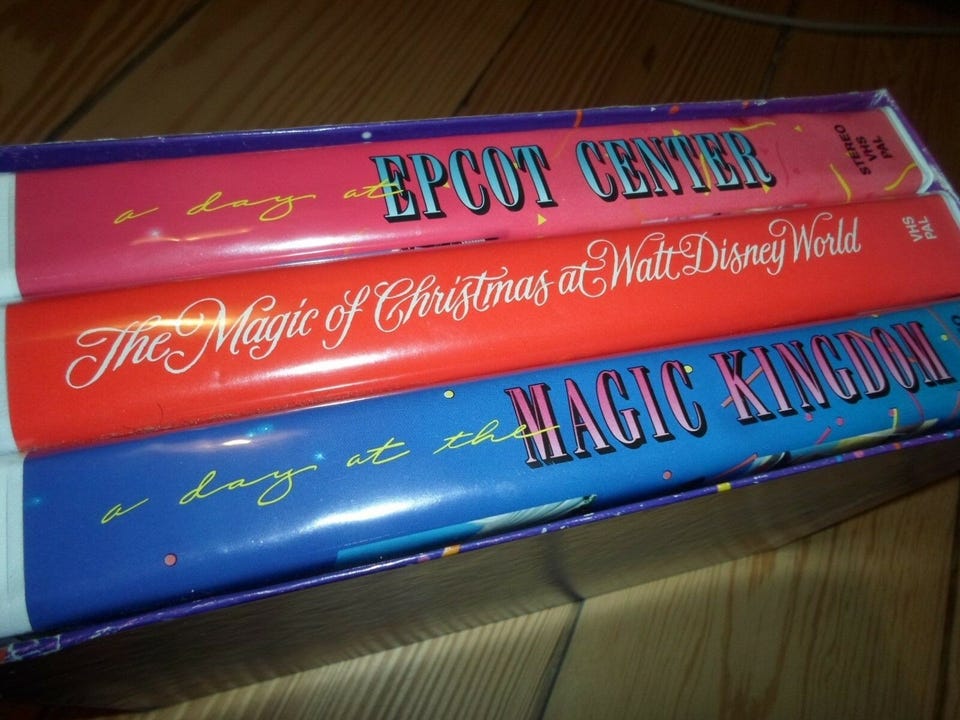 a day at EPCOT CENTER
STEREO
VHS
PAL
The Magic of Christmas at Walt Disney World
VHS
PAL
a day at the MAGIC KINGDOM